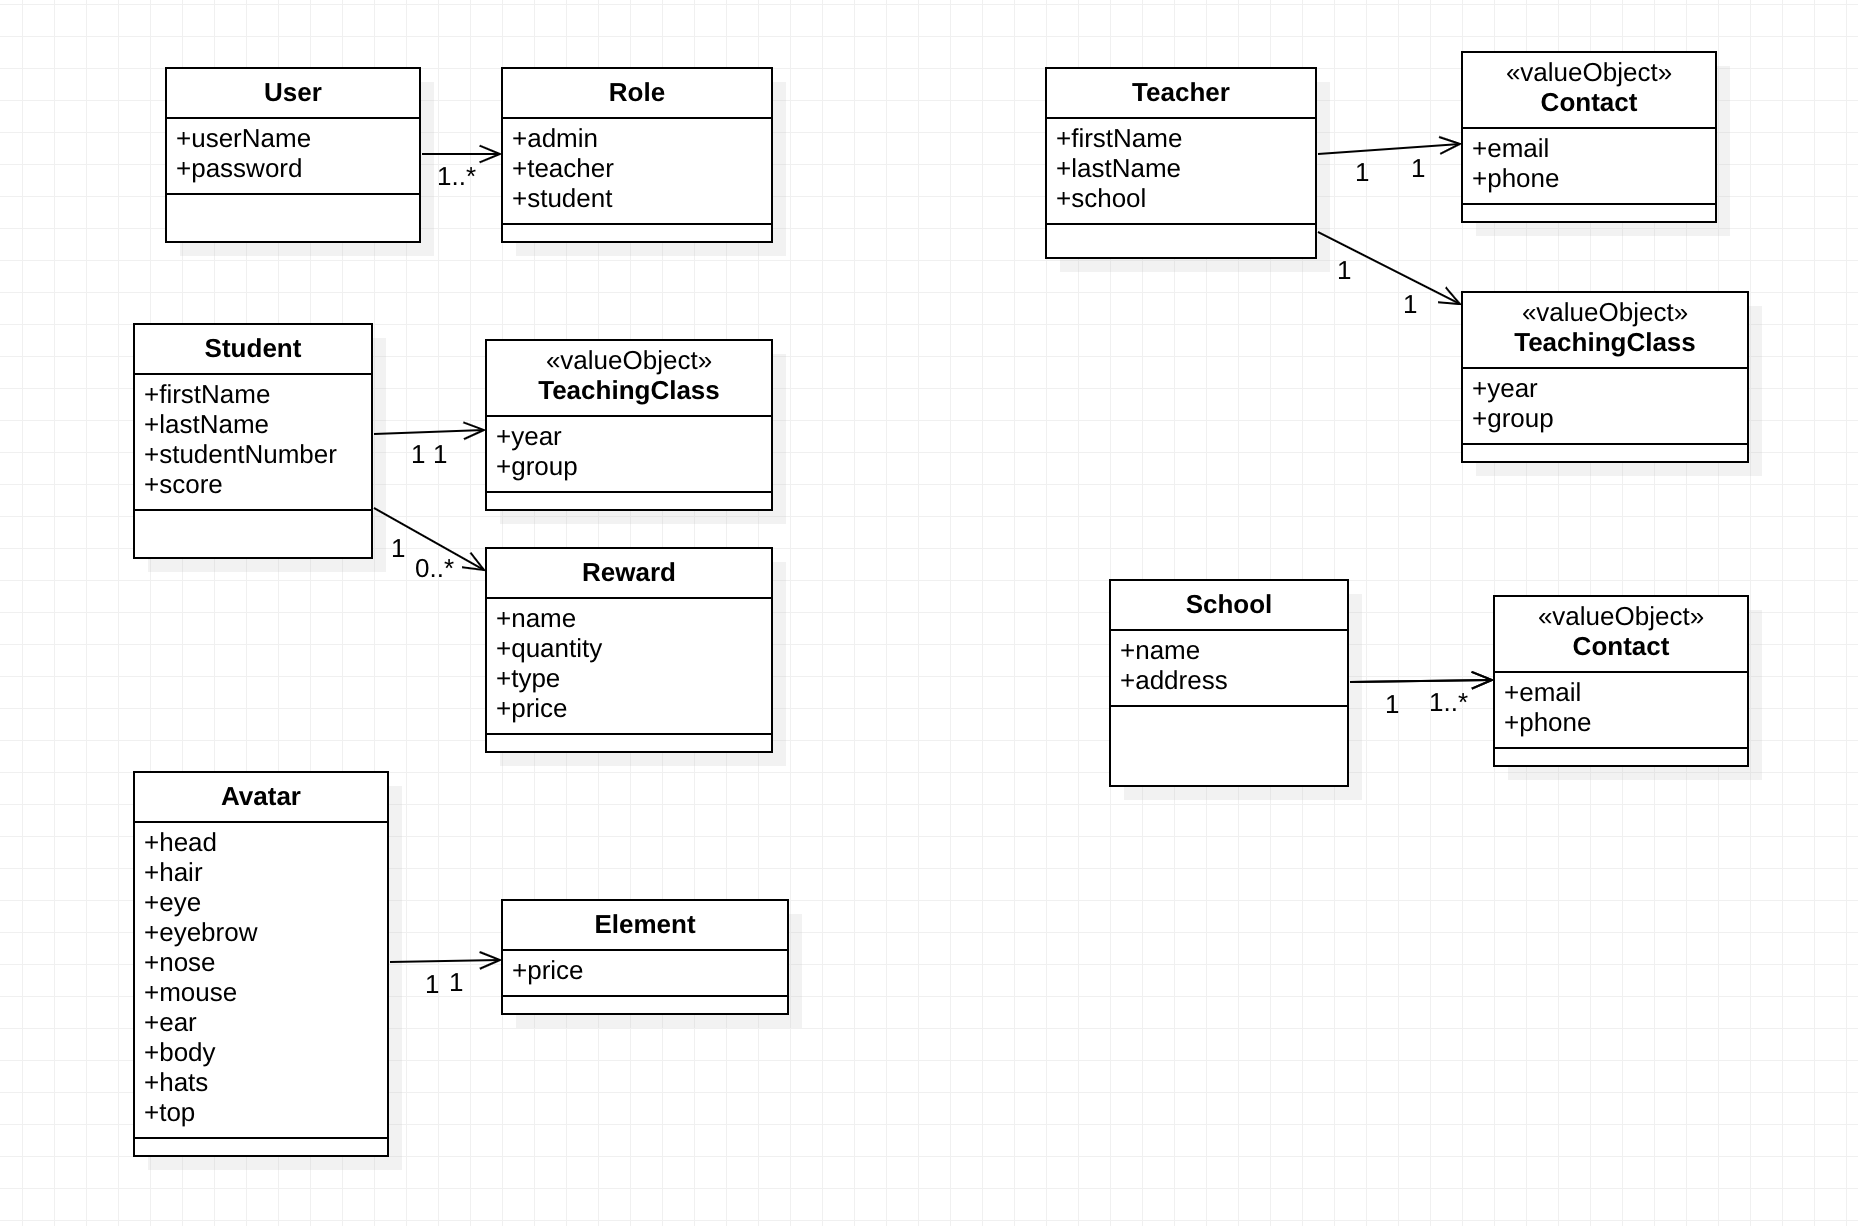 User
+userName
+password
1..*
Role
+admin
+teacher
+student
Teacher
+firstName
+lastName
+school
1
1
«valueObject»
Contact
+email
+phone
1
1
«valueObject»
TeachingClass
+year
+group
Student
+firstName
+lastName
+studentNumber
+score
1 1
«valueObject»
TeachingClass
+year
+group
1
0..*
Reward
+name
+quantity
+type
+price
School
+name
+address
1
1..*
«valueObject»
Contact
+email
+phone
Avatar
+head
+hair
+eye
+eyebrow
+nose
+mouse
+ear
+body
+hats
+top
1 1
Element
+price